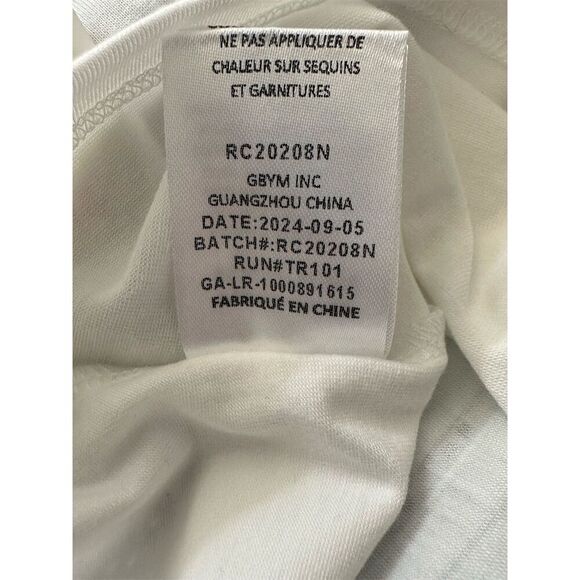 NE PAS APPLIQUER DE
CHALEUR SUR SEQUINS
ET GARNITURES
RC20208N
GBYM INC
GUANGZHOU CHINA
DATE:2024-09-05
BATCH#:RC20208N
RUN#TR101
GA-LR-1000891615
FABRIQUÉ EN CHINE